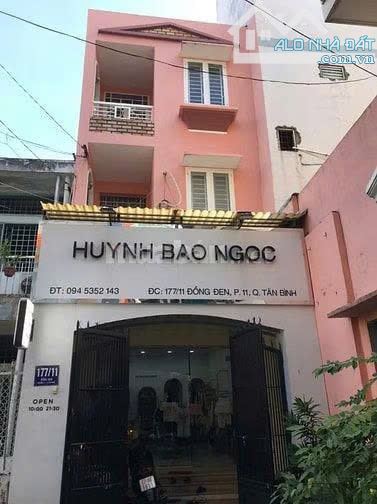 ALO NHÀ ĐẤT
.com.vn
HUYNH BAO NGOC
ĐT: 094 5352 143
ĐC: 177/11 ĐỒNG ĐEN, P. 11, Q. TÂN BÌNH
177/11
OPEN
10:00 21:30